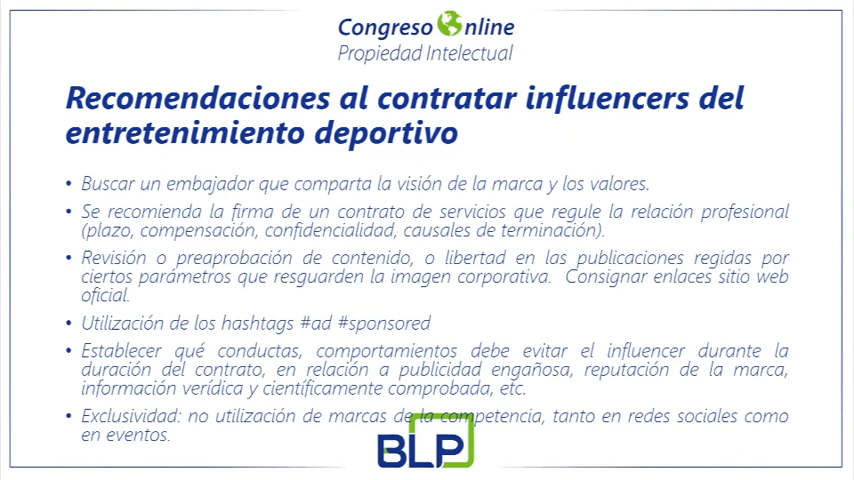 Congreso Online
Propiedad Intelectual
Recomendaciones al contratar influencers del
entretenimiento deportivo
• Buscar un embajador que comparta la visión de la marca y los valores.
• Se recomienda la firma de un contrato de servicios que regule la relación profesional
(plazo, compensación, confidencialidad, causales de terminación).
• Revisión o preaprobación de contenido, o libertad en las publicaciones regidas por
ciertos parámetros que resguarden la imagen corporativa. Consignar enlaces sitio web
oficial.
• Utilización de los hashtags #ad #sponsored
• Establecer qué conductas, comportamientos debe evitar el influencer durante la
duración del contrato, en relación a publicidad engañosa, reputación de la marca,
información verídica y científicamente comprobada, etc.
• Exclusividad: no utilización de marcas de la competencia, tanto en redes sociales como
en eventos.
BLP